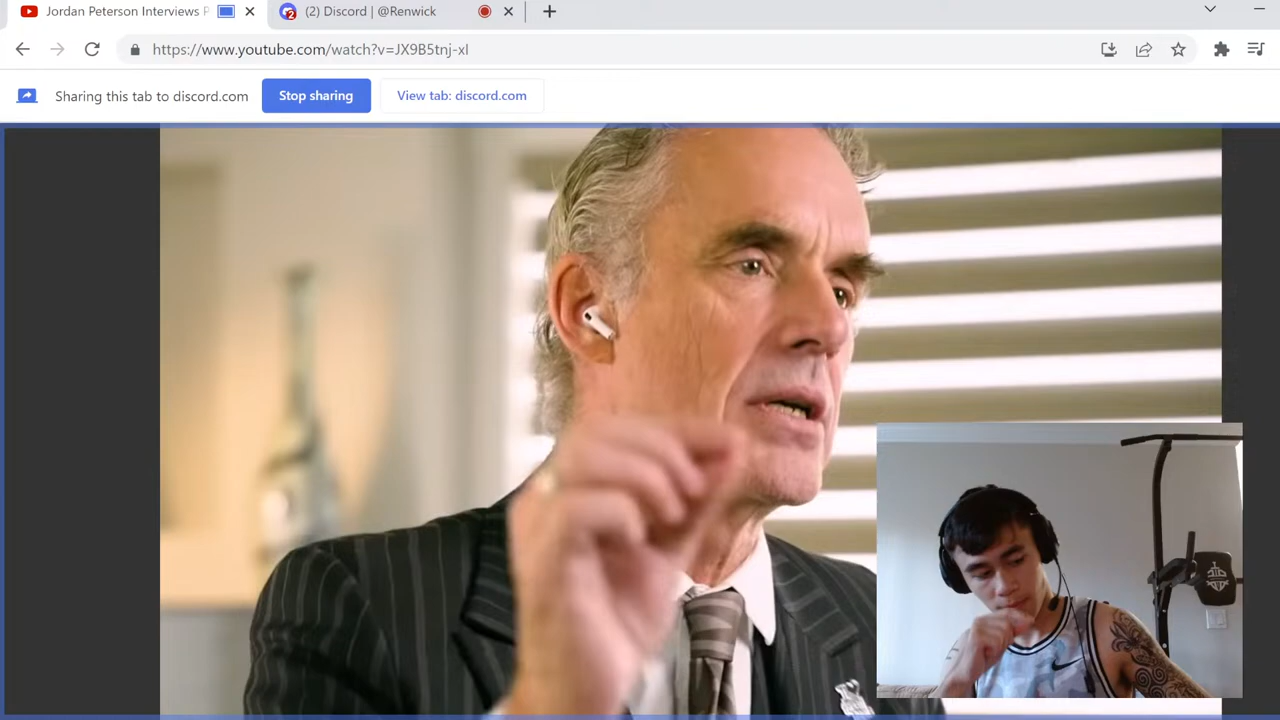 Jordan Peterson Interviews P
(2) Discord | @Renwick
https://www.youtube.com/watch?v=JX9B5tnj-xI
Sharing this tab to discord.com
Stop sharing
View tab: discord.com